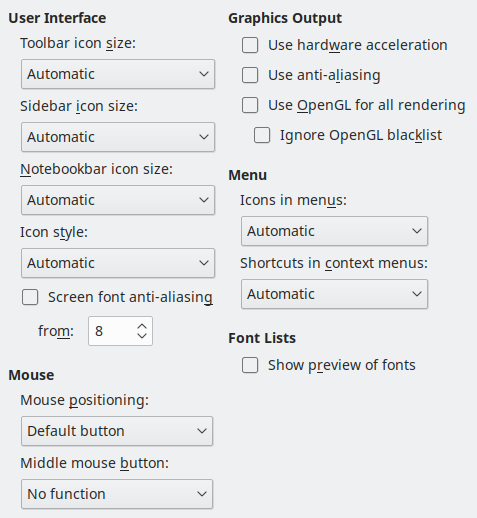 User Interface
Toolbar icon size:
Automatic
Sidebar icon size:
Automatic
Notebookbar icon size:
Automatic
Icon style:
Automatic
Screen font anti-aliasing
from: 8
Mouse
Mouse positioning:
Default button
Middle mouse button:
No function
Graphics Output
Use hardware acceleration
Use anti-aliasing
Use OpenGL for all rendering
Ignore OpenGL blacklist
Menu
Icons in menus:
Automatic
Shortcuts in context menus:
Automatic
Font Lists
Show preview of fonts